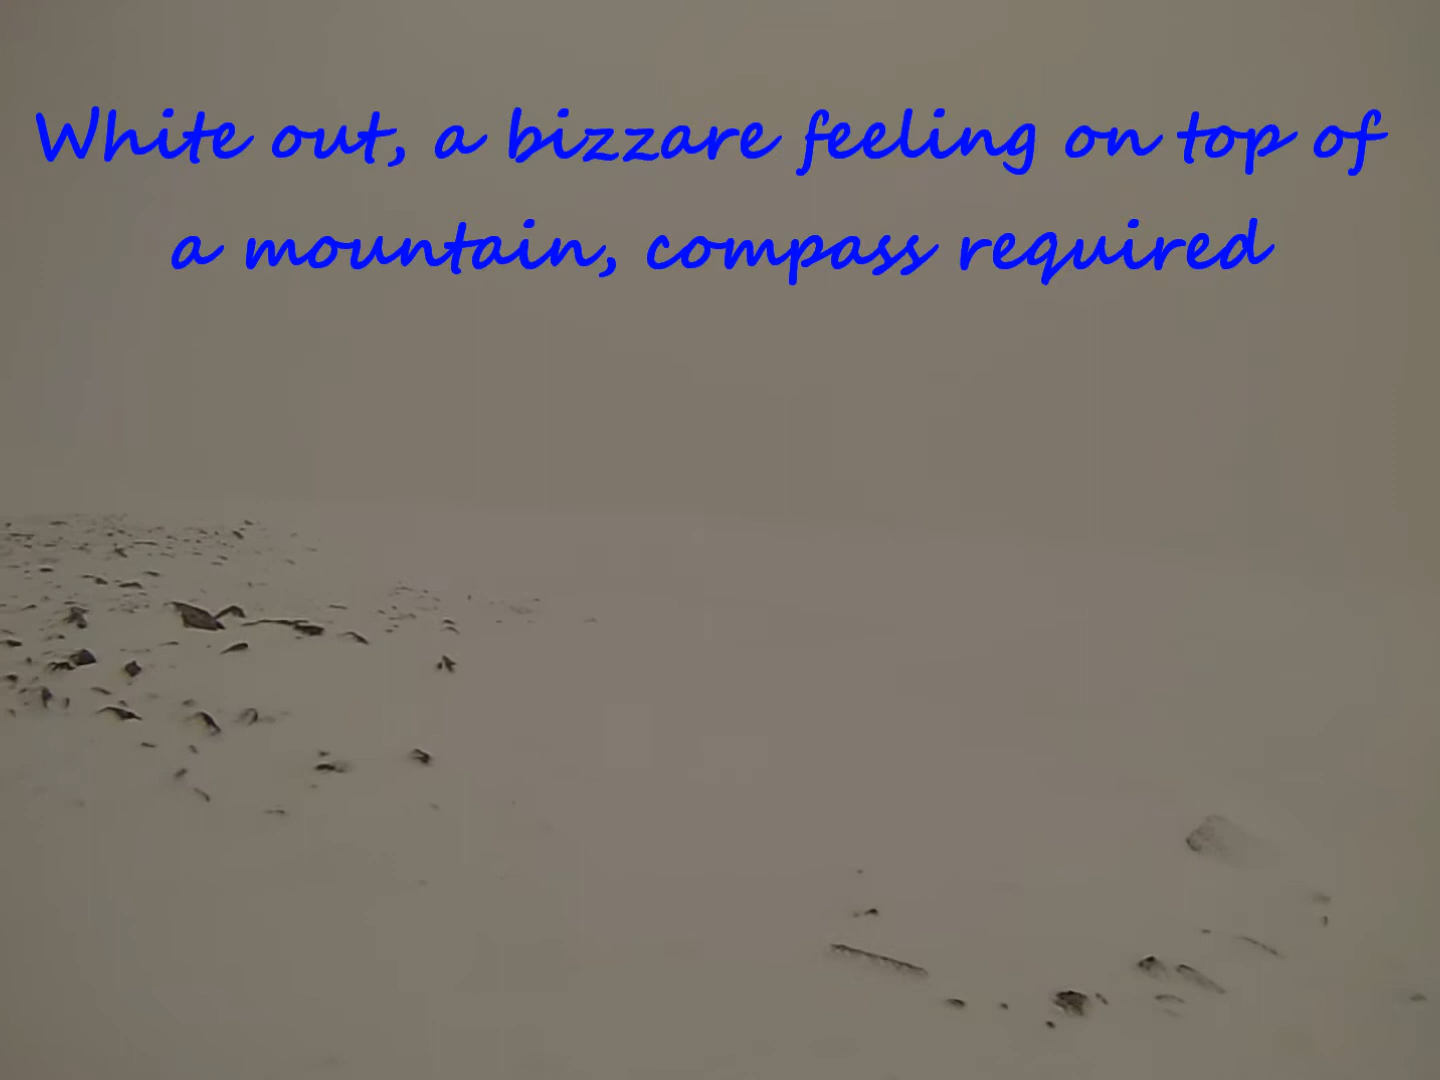 White out, a bizzare feeling on top of
a mountain, compass required